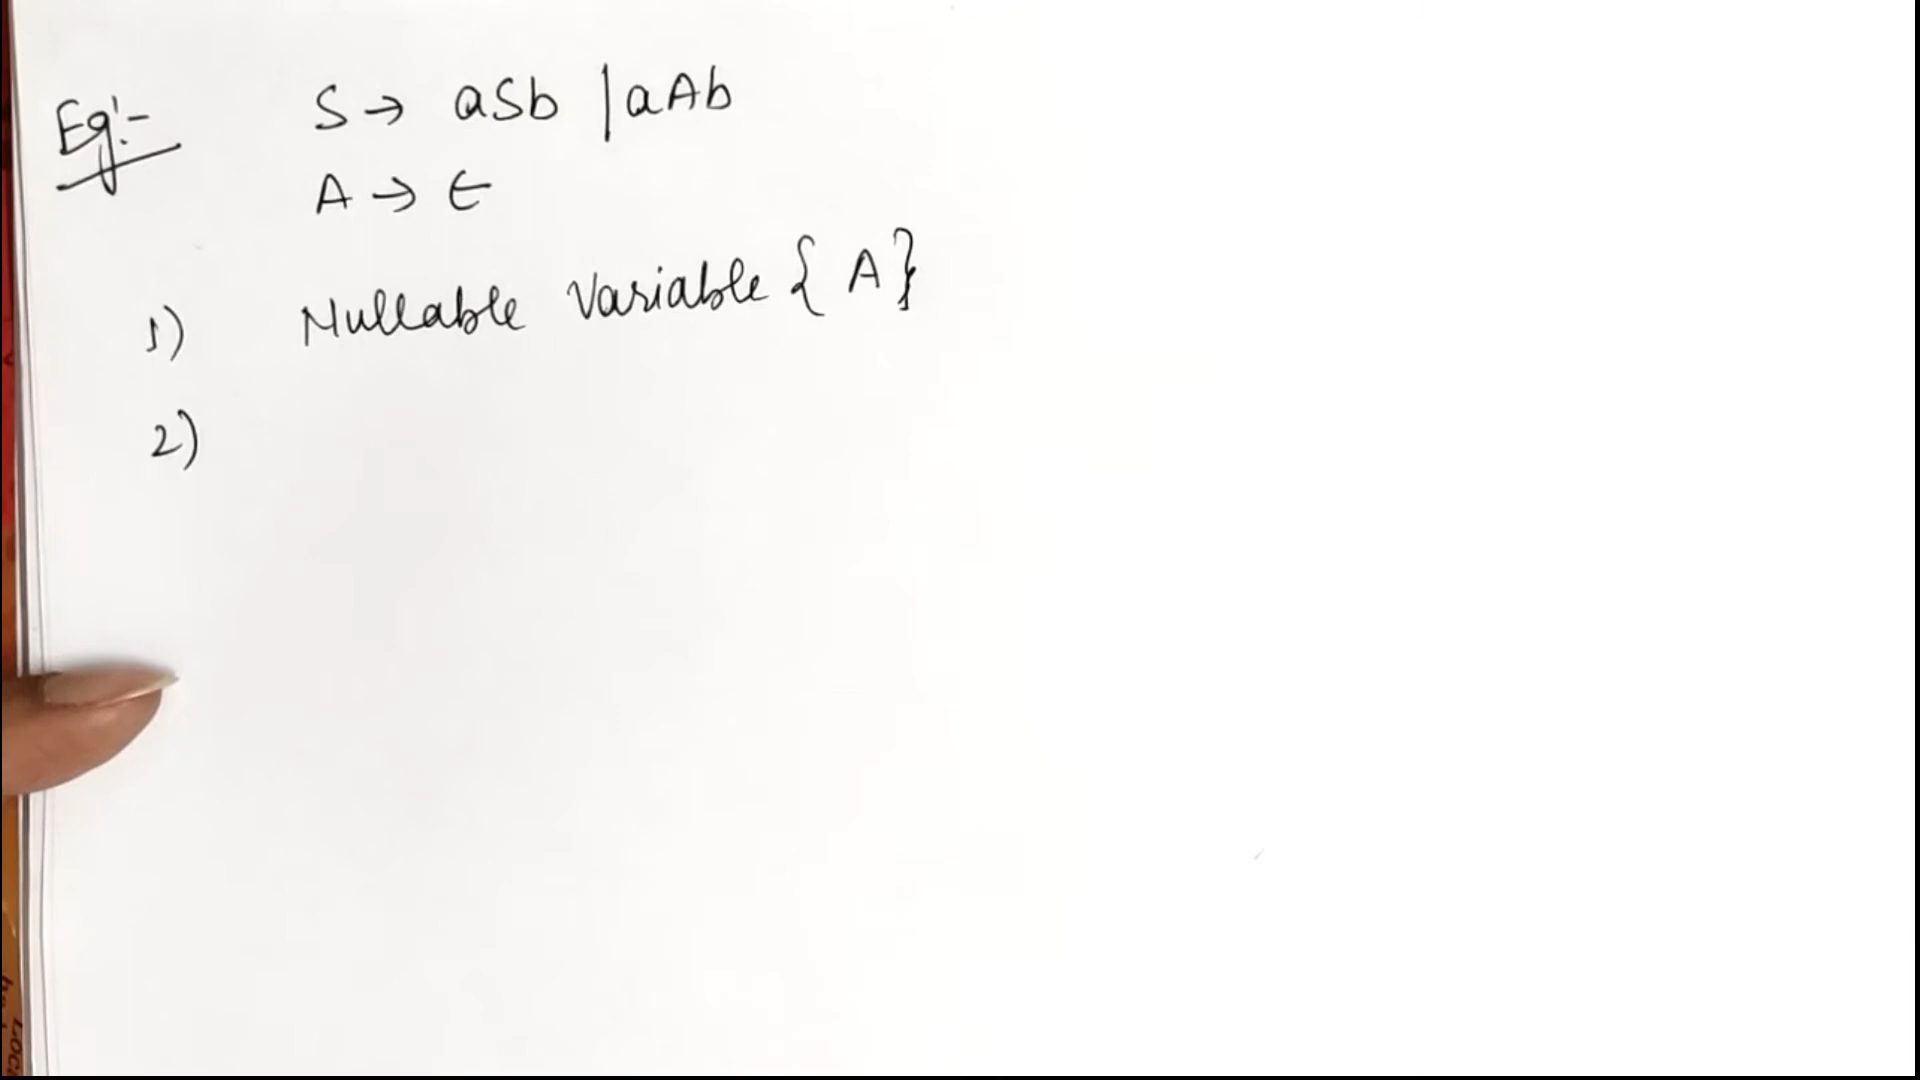 Eg:- S → aSb | aAb
A → ϵ
1) Nullable Variable { A }
2)